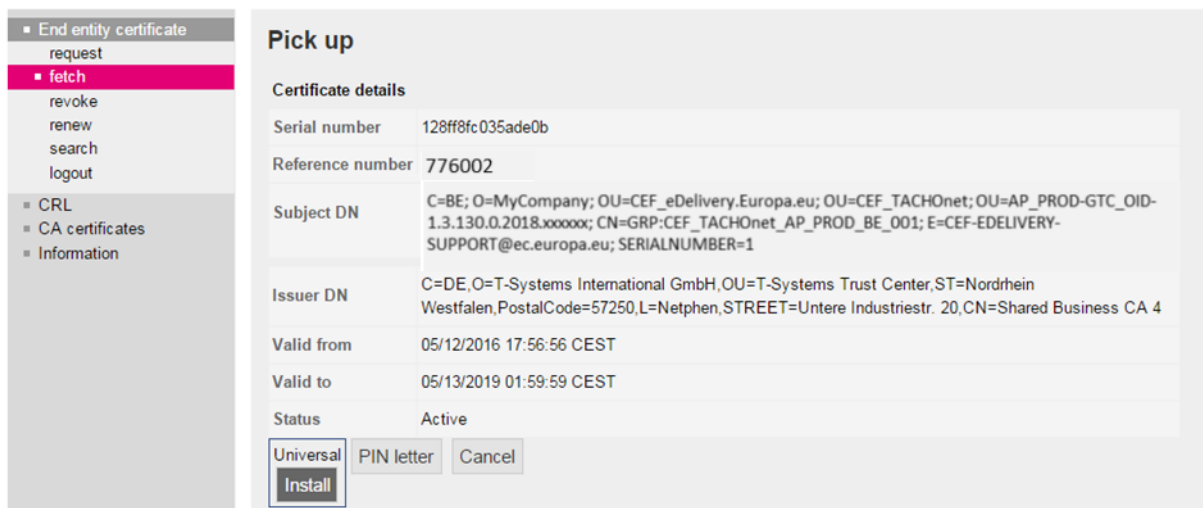 End entity certificate
request
fetch
revoke
renew
search
logout
CRL
CA certificates
Information
Pick up
Certificate details
Serial number 128ff8fc035ade0b
Reference number 776002
Subject DN
C=BE; O=MyCompany; OU=CEF_eDelivery.Europa.eu; OU=CEF_TACHOnet; OU=AP_PROD-GTC_OID-
1.3.130.0.2018.xxxxxx; CN=GRP:CEF_TACHOnet_AP_PROD_BE_001; E=CEF-EDELIVERY-
SUPPORT@ec.europa.eu; SERIALNUMBER=1
Issuer DN
C=DE,O=T-Systems International GmbH,OU=T-Systems Trust Center,ST=Nordrhein
Westfalen,PostalCode=57250,L=Netphen,STREET=Untere Industriestr. 20,CN=Shared Business CA 4
Valid from 05/12/2016 17:56:56 CEST
Valid to 05/13/2019 01:59:59 CEST
Status Active
Universal
Install
PIN letter
Cancel